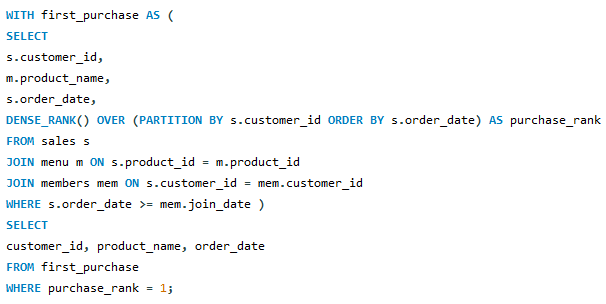 WITH first_purchase AS (
SELECT
s.customer_id,
m.product_name,
s.order_date,
DENSE_RANK() OVER (PARTITION BY s.customer_id ORDER BY s.order_date) AS purchase_rank
FROM sales s
JOIN menu m ON s.product_id = m.product_id
JOIN members mem ON s.customer_id = mem.customer_id
WHERE s.order_date >= mem.join_date )
SELECT
customer_id, product_name, order_date
FROM first_purchase
WHERE purchase_rank = 1;